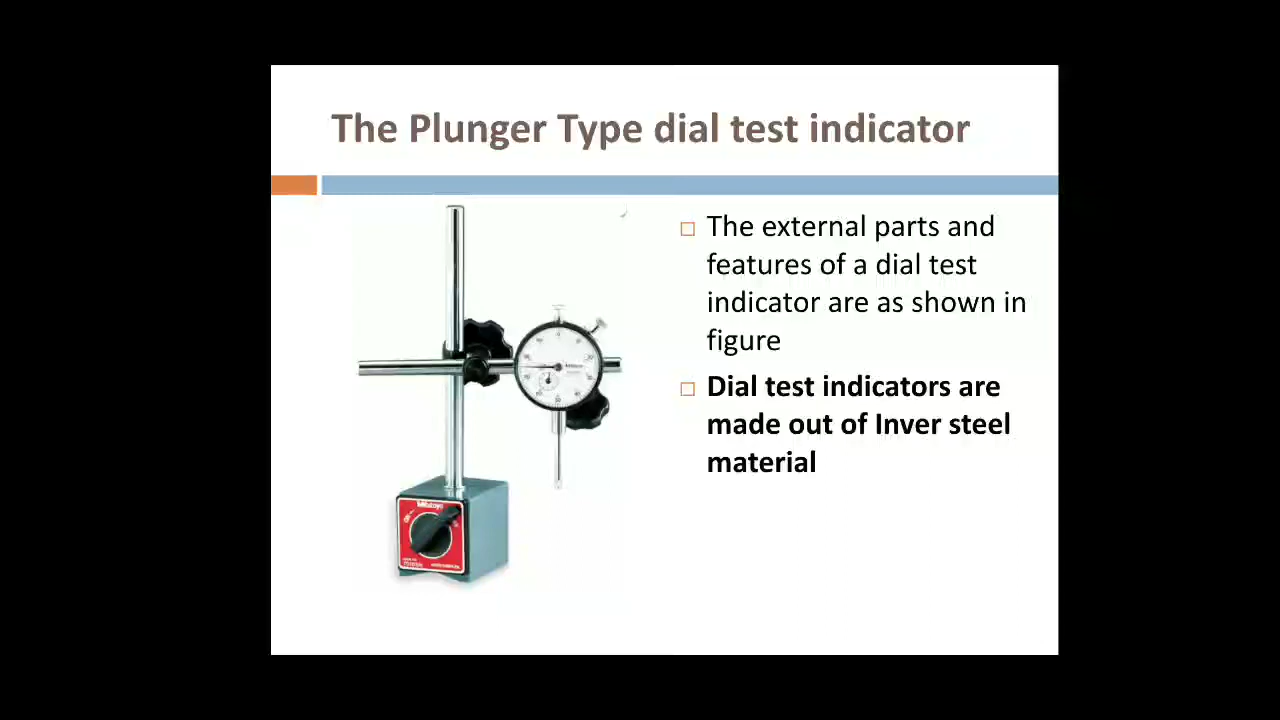 The Plunger Type dial test indicator
The external parts and
features of a dial test
indicator are as shown in
figure
Dial test indicators are
made out of Inver steel
material
Mitutoyo